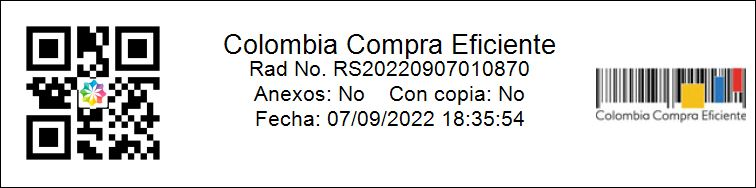 Colombia Compra Eficiente
Rad No. RS20220907010870
Anexos: No    Con copia: No
Fecha: 07/09/2022 18:35:54
Colombia Compra Eficiente